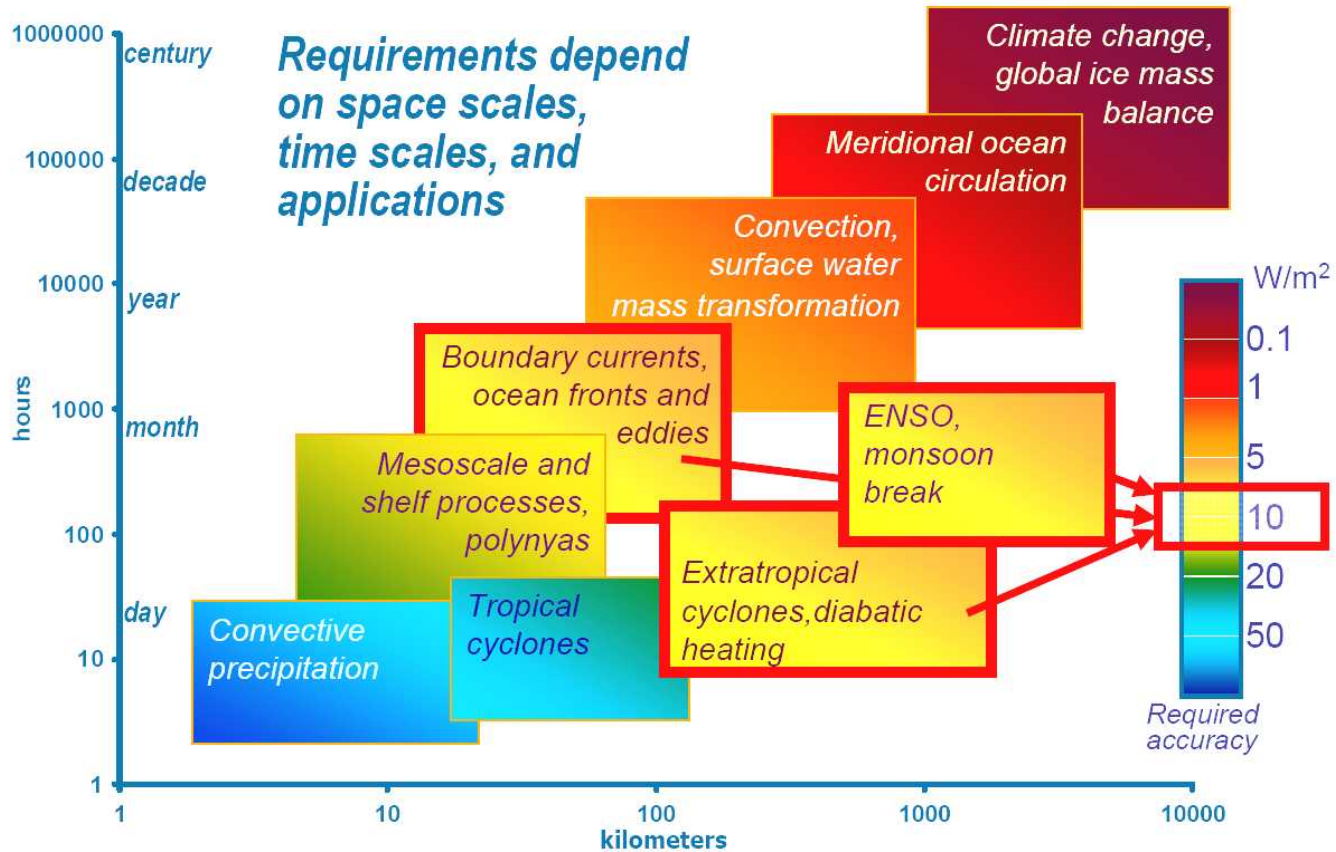 Requirements depend
on space scales,
time scales, and
applications
1000000
100000
10000
1000
100
10
1
hours
century
decade
year
month
day
Climate change,
global ice mass
balance
Meridional ocean
circulation
Convection,
surface water
mass transformation
Boundary currents,
ocean fronts and
eddies
ENSO,
monsoon
break
Mesoscale and
shelf processes,
polynyas
Extratropical
cyclones,diabatic
heating
Tropical
cyclones
Convective
precipitation
W/m²
0.1
1
5
10
20
50
Required
accuracy
1
10
100
1000
10000
kilometers